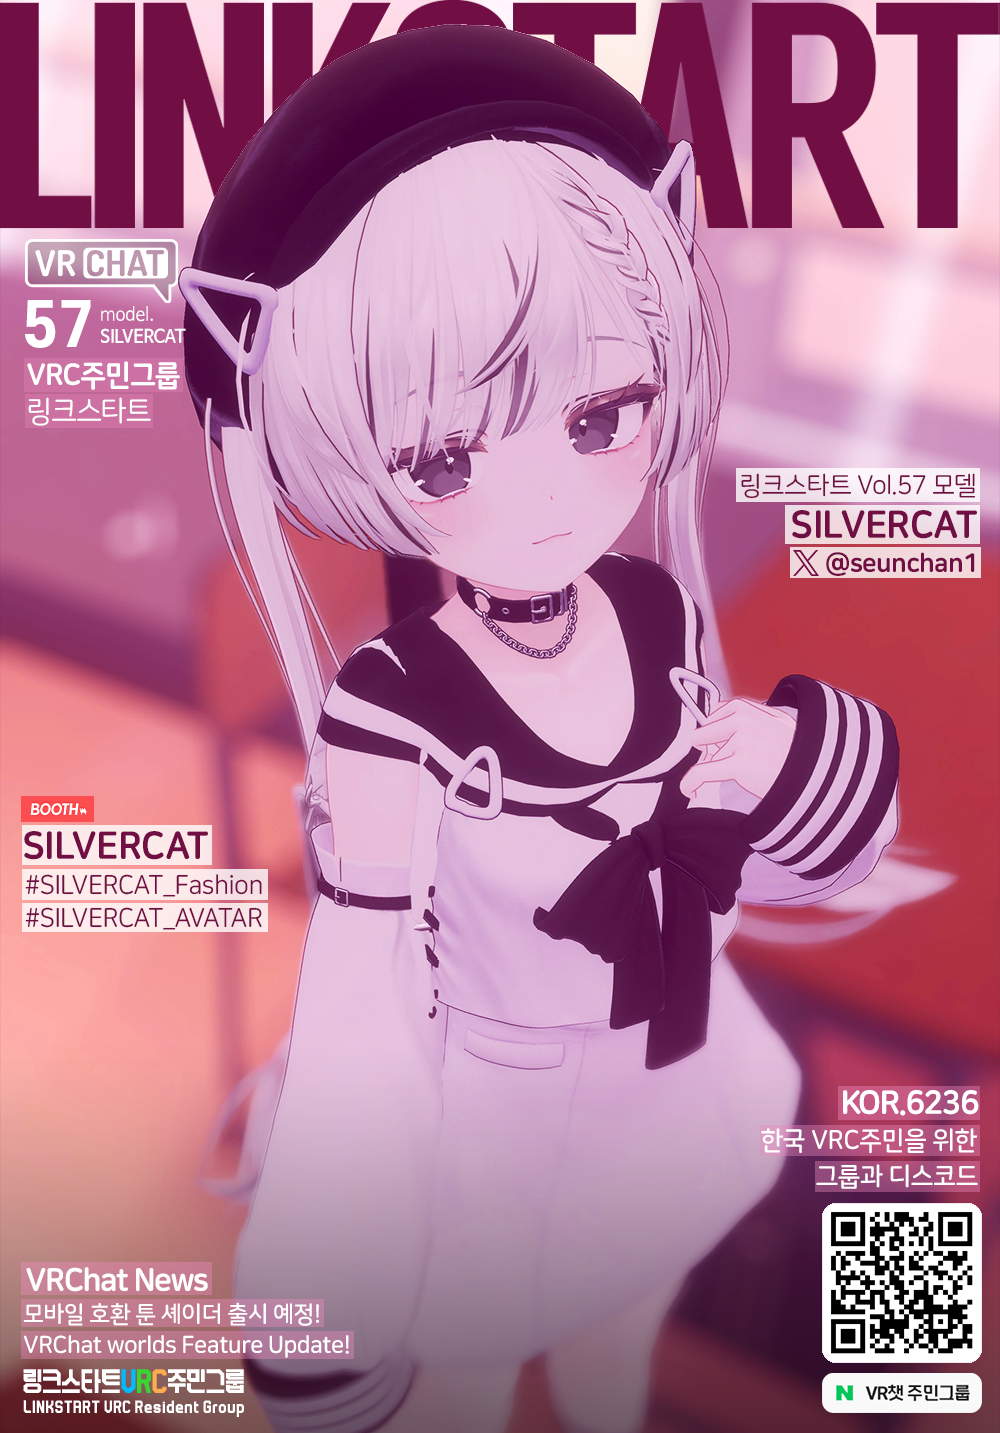 LINKSTART
VR CHAT
57 model. SILVERCAT
VRC주민그룹
링크스타트
링크스타트 Vol.57 모델
SILVERCAT
X @seunchan1
BOOTH
SILVERCAT
#SILVERCAT_Fashion
#SILVERCAT_AVATAR
KOR.6236
한국 VRC주민을 위한
그룹과 디스코드
VRChat News
모바일 호환 툰 셰이더 출시 예정!
VRChat worlds Feature Update!
링크스타트VRC주민그룹
LINKSTART VRC Resident Group
N VR챗 주민그룹